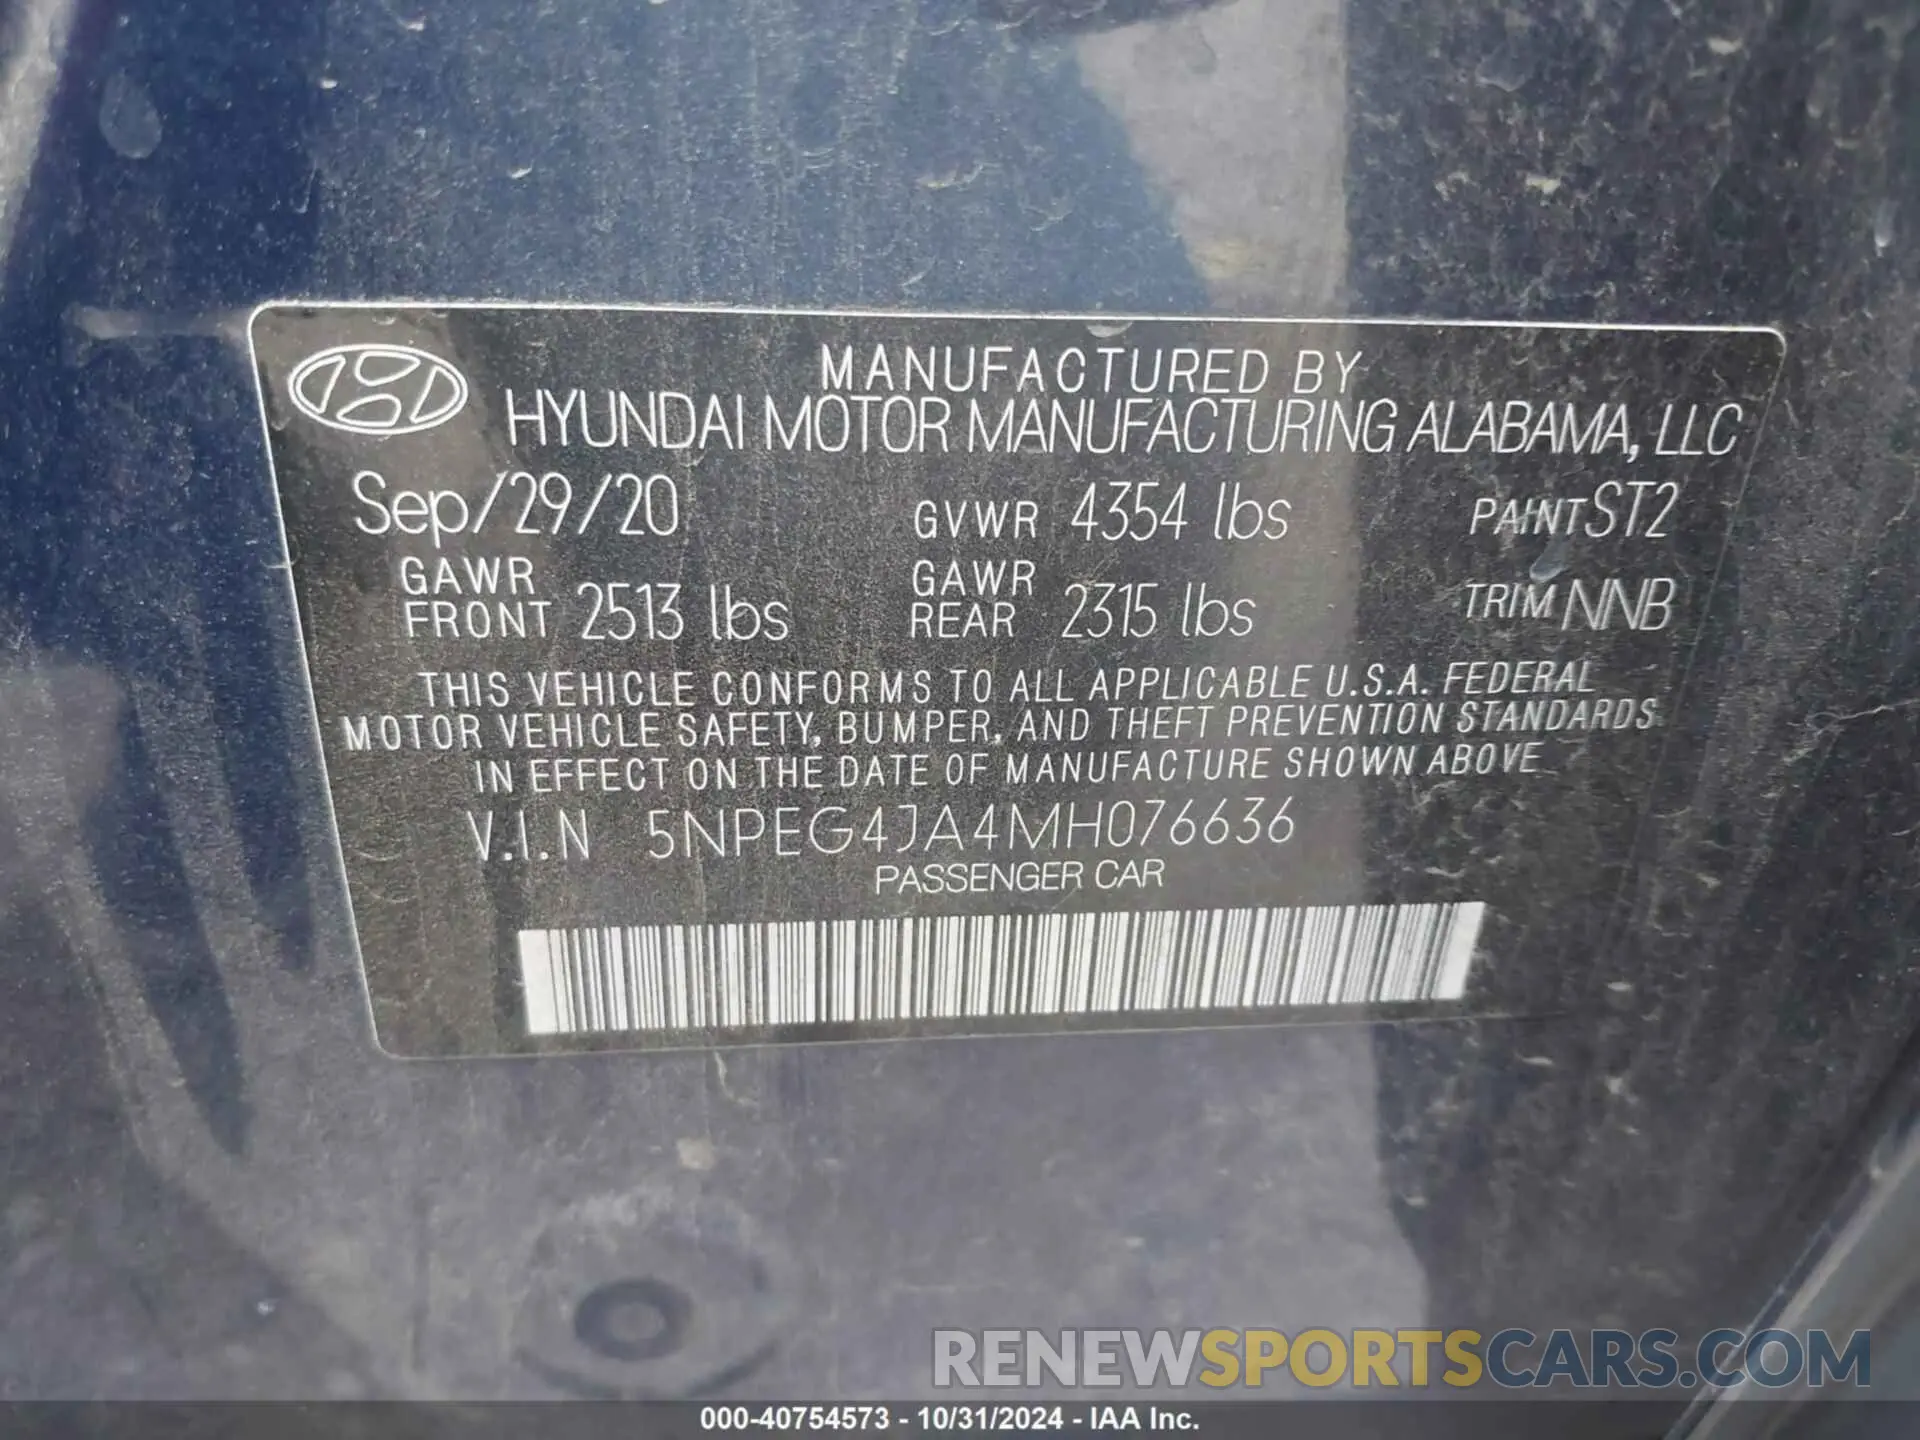 MANUFACTURED BY
HYUNDAI MOTOR MANUFACTURING ALABAMA, LLC
Sep/29/20 GVWR 4354 lbs PAINT ST2
GAWR FRONT 2513 lbs GAWR REAR 2315 lbs TRIM NNB
THIS VEHICLE CONFORMS TO ALL APPLICABLE U.S.A. FEDERAL
MOTOR VEHICLE SAFETY, BUMPER, AND THEFT PREVENTION STANDARDS
IN EFFECT ON THE DATE OF MANUFACTURE SHOWN ABOVE
V.I.N 5NPEG4JA4MH076636
PASSENGER CAR
RENEWSPORTSCARS.COM
000-40754573 - 10/31/2024 - IAA Inc.